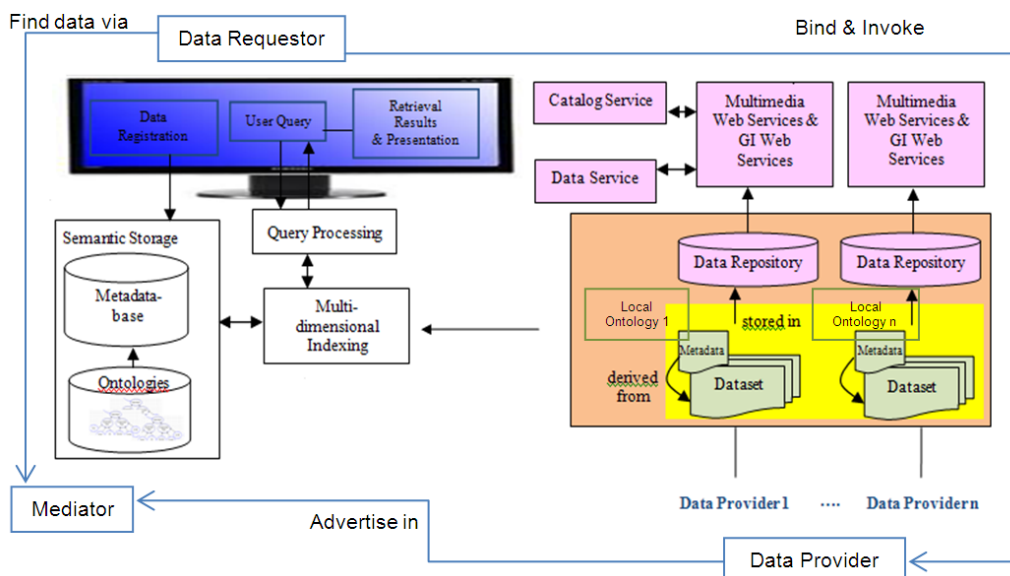 Find data via
Data Requestor
Bind & Invoke
Data
Registration
User Query
Retrieval
Results
& Presentation
Catalog Service
Data Service
Multimedia
Web Services &
GI Web
Services
Multimedia
Web Services &
GI Web
Services
Semantic Storage
Metadata-
base
Ontologies
Query Processing
Multi-
dimensional
Indexing
Data Repository
Data Repository
Local
Ontology 1
stored in
Local
Ontology n
Metadata
Dataset
derived
from
Metadata
Dataset
Data Provider1
....
Data Providern
Mediator
Advertise in
Data Provider